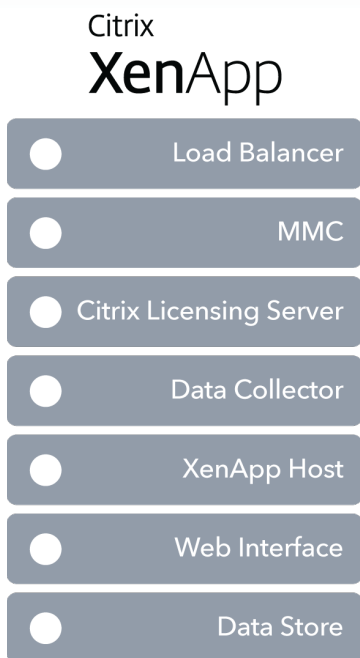 Citrix
XenApp
Load Balancer
MMC
Citrix Licensing Server
Data Collector
XenApp Host
Web Interface
Data Store